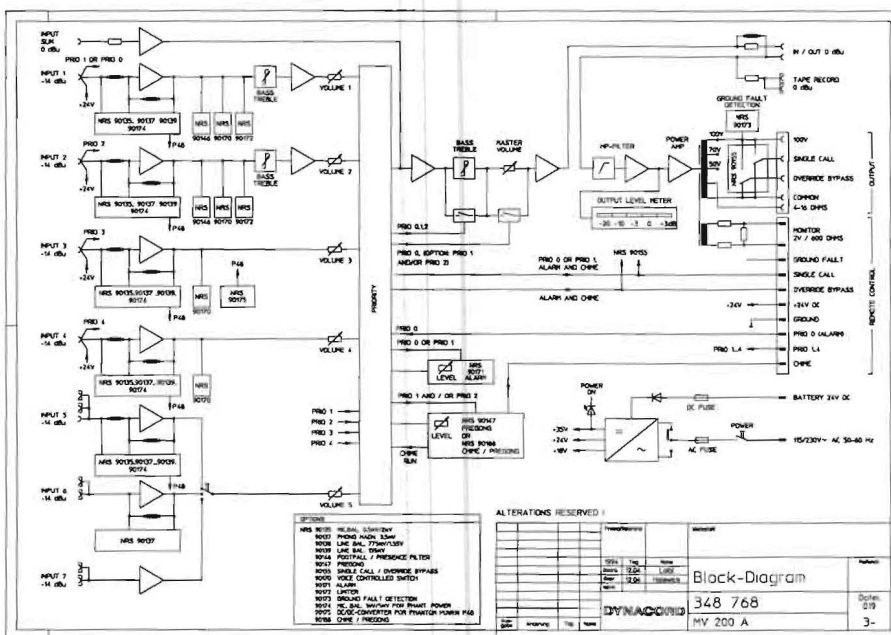 INPUT
SUM
0 dBu
PRIO 1 OR PRIO 0
INPUT 1
-14 dBu
+24V
NRS 90135, 90137, 90139,
90174
P48
NRS
90146
NRS
90170
NRS
90172
BASS
TREBLE
VOLUME 1
PRIO 2
INPUT 2
-14 dBu
+24V
NRS 90135, 90137, 90139,
90174
P48
NRS
90146
NRS
90170
NRS
90172
BASS
TREBLE
VOLUME 2
PRIO 3
INPUT 3
-14 dBu
+24V
NRS 90135, 90137, 90139,
90174
P48
NRS
90170
P48
NRS
90175
VOLUME 3
PRIO 4
INPUT 4
-14 dBu
+24V
NRS 90135, 90137, 90139,
90174
P48
NRS
90170
VOLUME 4
INPUT 5
-14 dBu
NRS 90135, 90137, 90139,
90174
P48
INPUT 6
-14 dBu
NRS 90137
VOLUME 5
INPUT 7
-14 dBu
PRIORITY
PRIO 1
PRIO 2
PRIO 3
PRIO 4
BASS
TREBLE
MASTER
VOLUME
PRIO 0,1,2
PRIO 0, (OPTION: PRIO 1
AND/OR PRIO 2)
PRIO 0 OR PRIO 1,
ALARM AND CHIME
NRS 90155
ALARM AND CHIME
PRIO 0
PRIO 0 OR PRIO 1
LEVEL
NRS
90171
ALARM
PRIO 1 AND / OR PRIO 2
LEVEL
NRS 90147
PREGONG
OR
NRS 90166
CHIME / PREGONG
CHIME
RUN
HP-FILTER
POWER
AMP
OUTPUT LEVEL METER
-20 -10 -3 0 +3dB
IN / OUT 0 dBu
TAPE RECORD
0 dBu
GROUND FAULT
DETECTION
NRS
90173
100V
70V
50V
NRS 90155
100V
SINGLE CALL
OVERRIDE BYPASS
COMMON
4-16 OHMS
OUTPUT
MONITOR
2V / 600 OHMS
GROUND FAULT
SINGLE CALL
OVERRIDE BYPASS
+24V DC
GROUND
PRIO 0 (ALARM)
PRIO 1..4
CHIME
REMOTE CONTROL
-24V
PRIO 1..4
POWER
ON
+35V
+24V
+18V
DC FUSE
BATTERY 24V DC
AC FUSE
POWER
115/230V~ AC 50-60 Hz
OPTIONS
NRS 90135 MIC.BAL.
90137 PHONO MAGN. 3,5mV
90138 LINE BAL.
90139 LINE BAL.
90146 FOOTFALL / PRESENCE FILTER
90147 PREGONG
90155 SINGLE CALL / OVERRIDE BYPASS
90170 VOICE CONTROLLED SWITCH
90171 ALARM
90172 LIMITER
90173 GROUND FAULT DETECTION
90174 MIC. BAL. FOR PHANT. POWER
90175 DC/DC-CONVERTER FOR PHANTOM POWER P48
90166 CHIME / PREGONG
ALTERATIONS RESERVED !
1994 Tag Name
12.04
12.04
Block-Diagram
DYNACORD
348 768
MV 200 A
019
3-